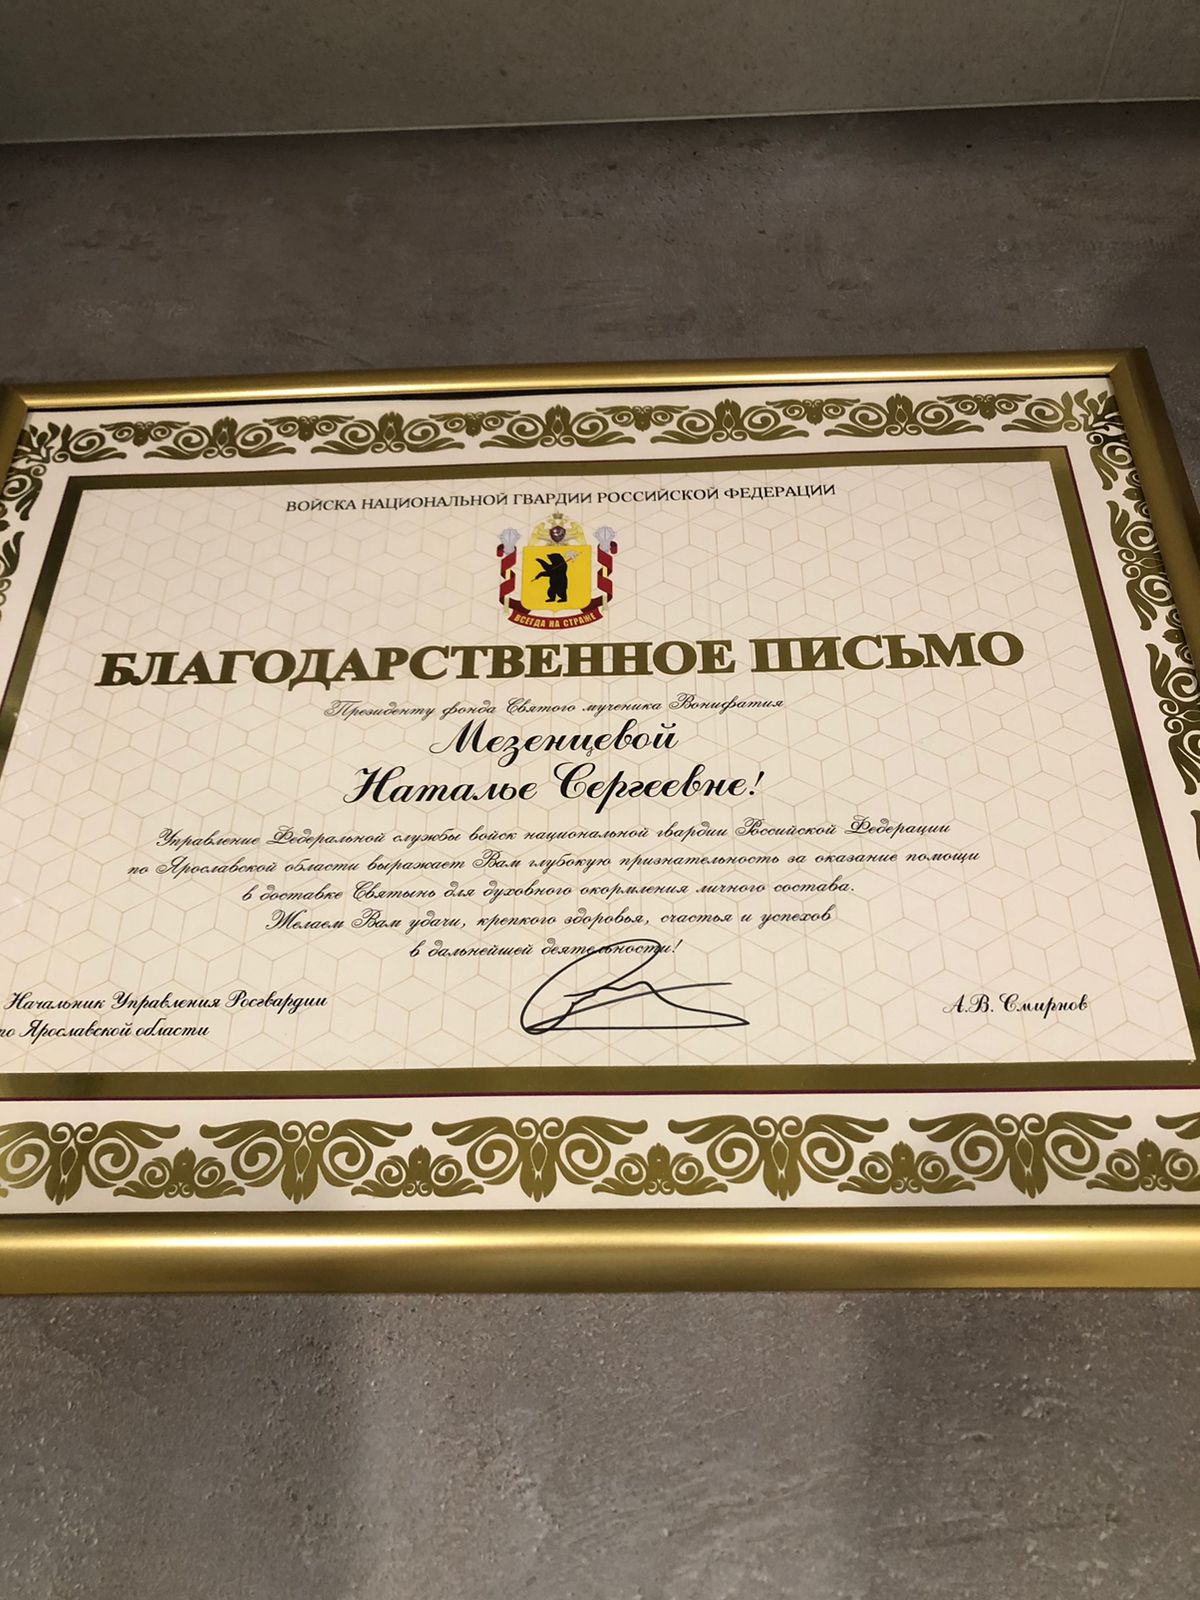 ВОЙСКА НАЦИОНАЛЬНОЙ ГВАРДИИ РОССИЙСКОЙ ФЕДЕРАЦИИ
ВСЕГДА НА СТРАЖЕ
БЛАГОДАРСТВЕННОЕ ПИСЬМО
Президенту фонда Святого мученика Вонифатия
Мезенцевой
Наталье Сергеевне!
Управление Федеральной службы войск национальной гвардии Российской Федерации
по Ярославской области выражает Вам глубокую признательность за оказание помощи
в доставке Святынь для духовного окормления личного состава.
Желаем Вам удачи, крепкого здоровья, счастья и успехов
в дальнейшей деятельности!
Начальник Управления Росгвардии
по Ярославской области
А.В. Смирнов